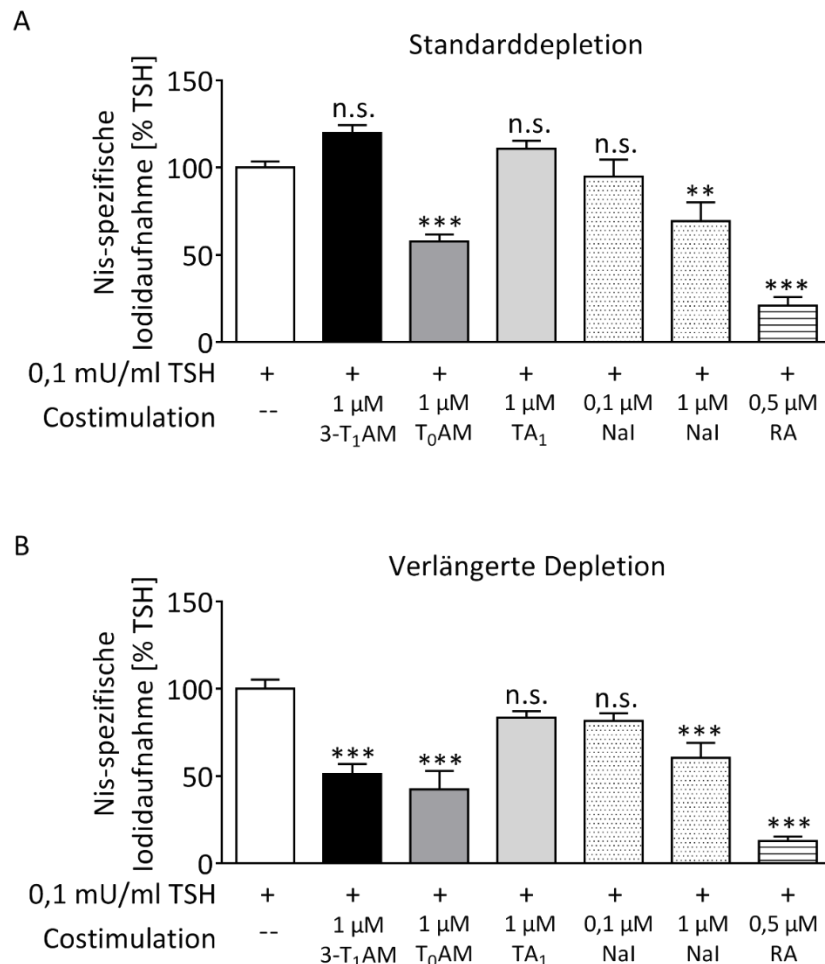 A
Standarddepletion
Nis-spezifische
Iodidaufnahme [% TSH]
150
100
50
0
n.s.
***
n.s.
n.s.
**
***
0,1 mU/ml TSH + + + + + + +
Costimulation -- 1 µM 1 µM 1 µM 0,1 µM 1 µM 0,5 µM
3-T₁AM T₀AM TA₁ NaI NaI RA
B
Verlängerte Depletion
Nis-spezifische
Iodidaufnahme [% TSH]
150
100
50
0
***
***
n.s.
n.s.
***
***
0,1 mU/ml TSH + + + + + + +
Costimulation -- 1 µM 1 µM 1 µM 0,1 µM 1 µM 0,5 µM
3-T₁AM T₀AM TA₁ NaI NaI RA